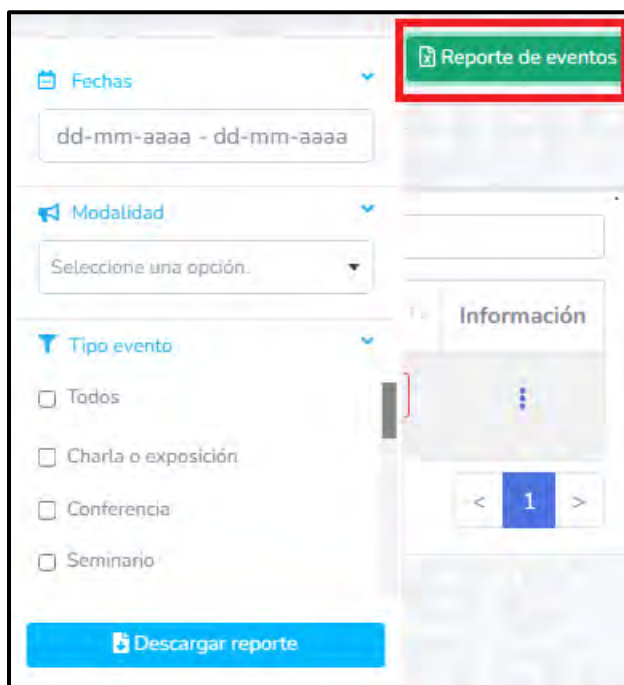 Reporte de eventos
Fechas
dd-mm-aaaa - dd-mm-aaaa
Modalidad
Seleccione una opción.
Información
Tipo evento
Todos
Charla o exposición
Conferencia
< 1 >
Seminario
Descargar reporte